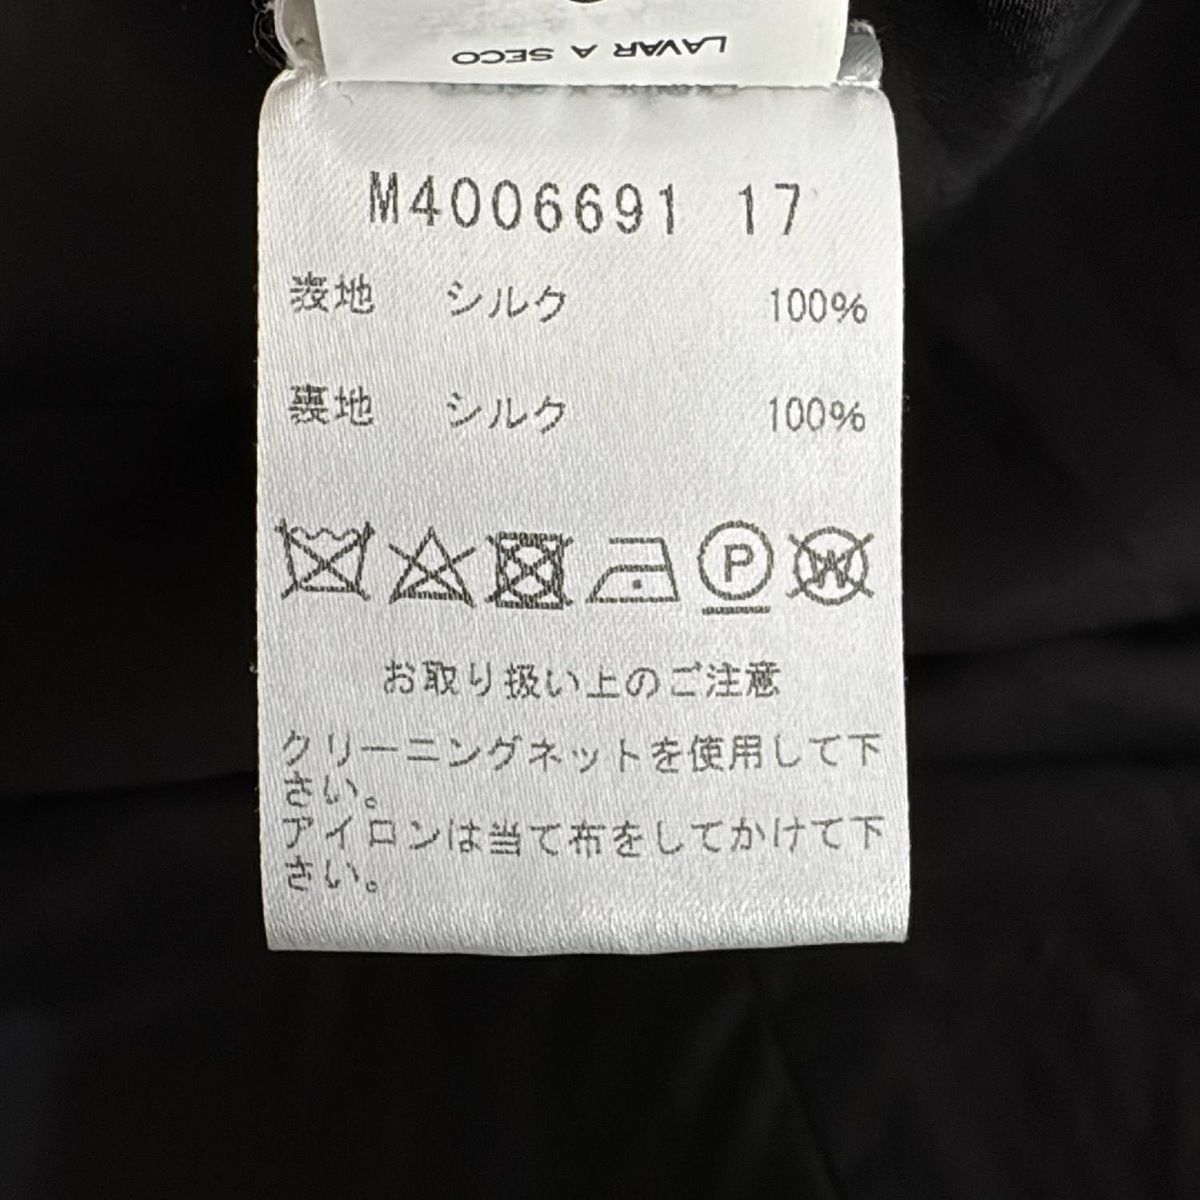 LAVAR A SECO
M4006691 17
表地 シルク 100%
裏地 シルク 100%
P W
お取り扱い上のご注意
クリーニングネットを使用して下
さい。
アイロンは当て布をしてかけて下
さい。